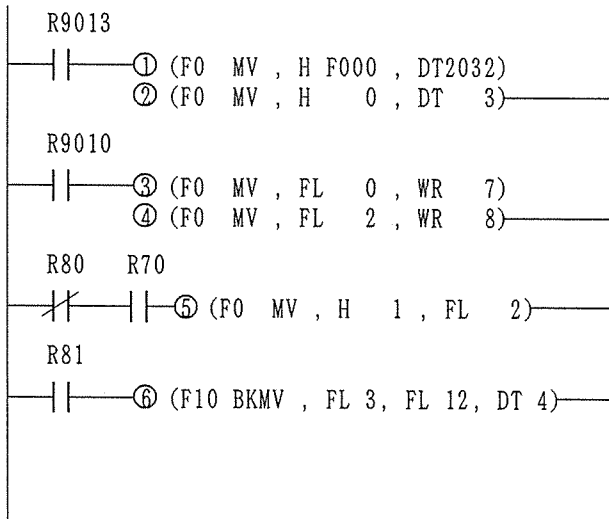 R9013
① (F0 MV , H F000 , DT2032)
② (F0 MV , H 0 , DT 3)
R9010
③ (F0 MV , FL 0 , WR 7)
④ (F0 MV , FL 2 , WR 8)
R80 R70
⑤ (F0 MV , H 1 , FL 2)
R81
⑥ (F10 BKMV , FL 3, FL 12, DT 4)